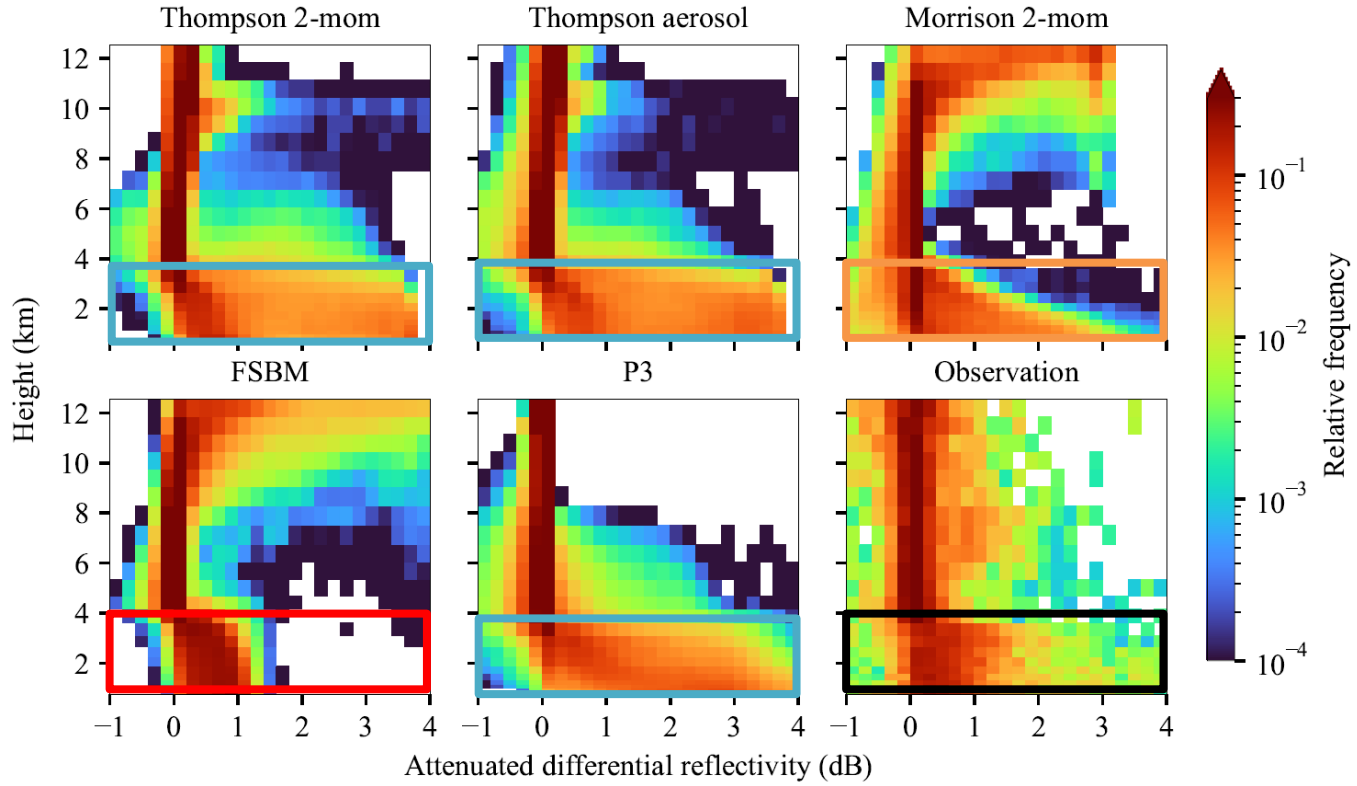 Thompson 2-mom Thompson aerosol Morrison 2-mom
12
10
8
6
4
2
FSBM P3 Observation
12
10
8
6
4
2
−1 0 1 2 3 4 −1 0 1 2 3 4 −1 0 1 2 3 4
Attenuated differential reflectivity (dB)
Height (km)
10−1
10−2
10−3
10−4
Relative frequency